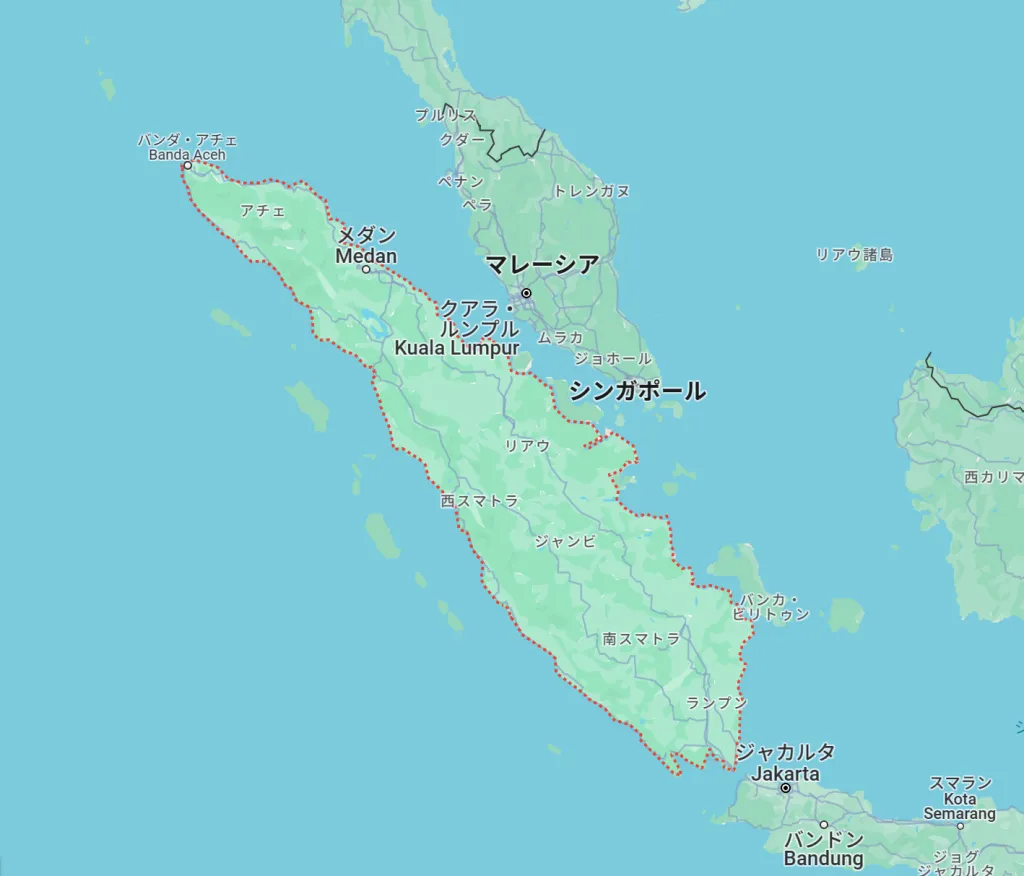 プルリス
クダー
バンダ・アチェ
Banda Aceh
ペナン
トレンガヌ
ペラ
アチェ
メダン
Medan
リアウ諸島
マレーシア
クアラ・
ルンプル
Kuala Lumpur
ムラカ
ジョホール
シンガポール
リアウ
西カリマ
西スマトラ
ジャンビ
バンカ・
ビリトゥン
南スマトラ
ランプン
ジャカルタ
Jakarta
スマラン
Kota
Semarang
バンドン
Bandung
ジョグ
ジャカルタ